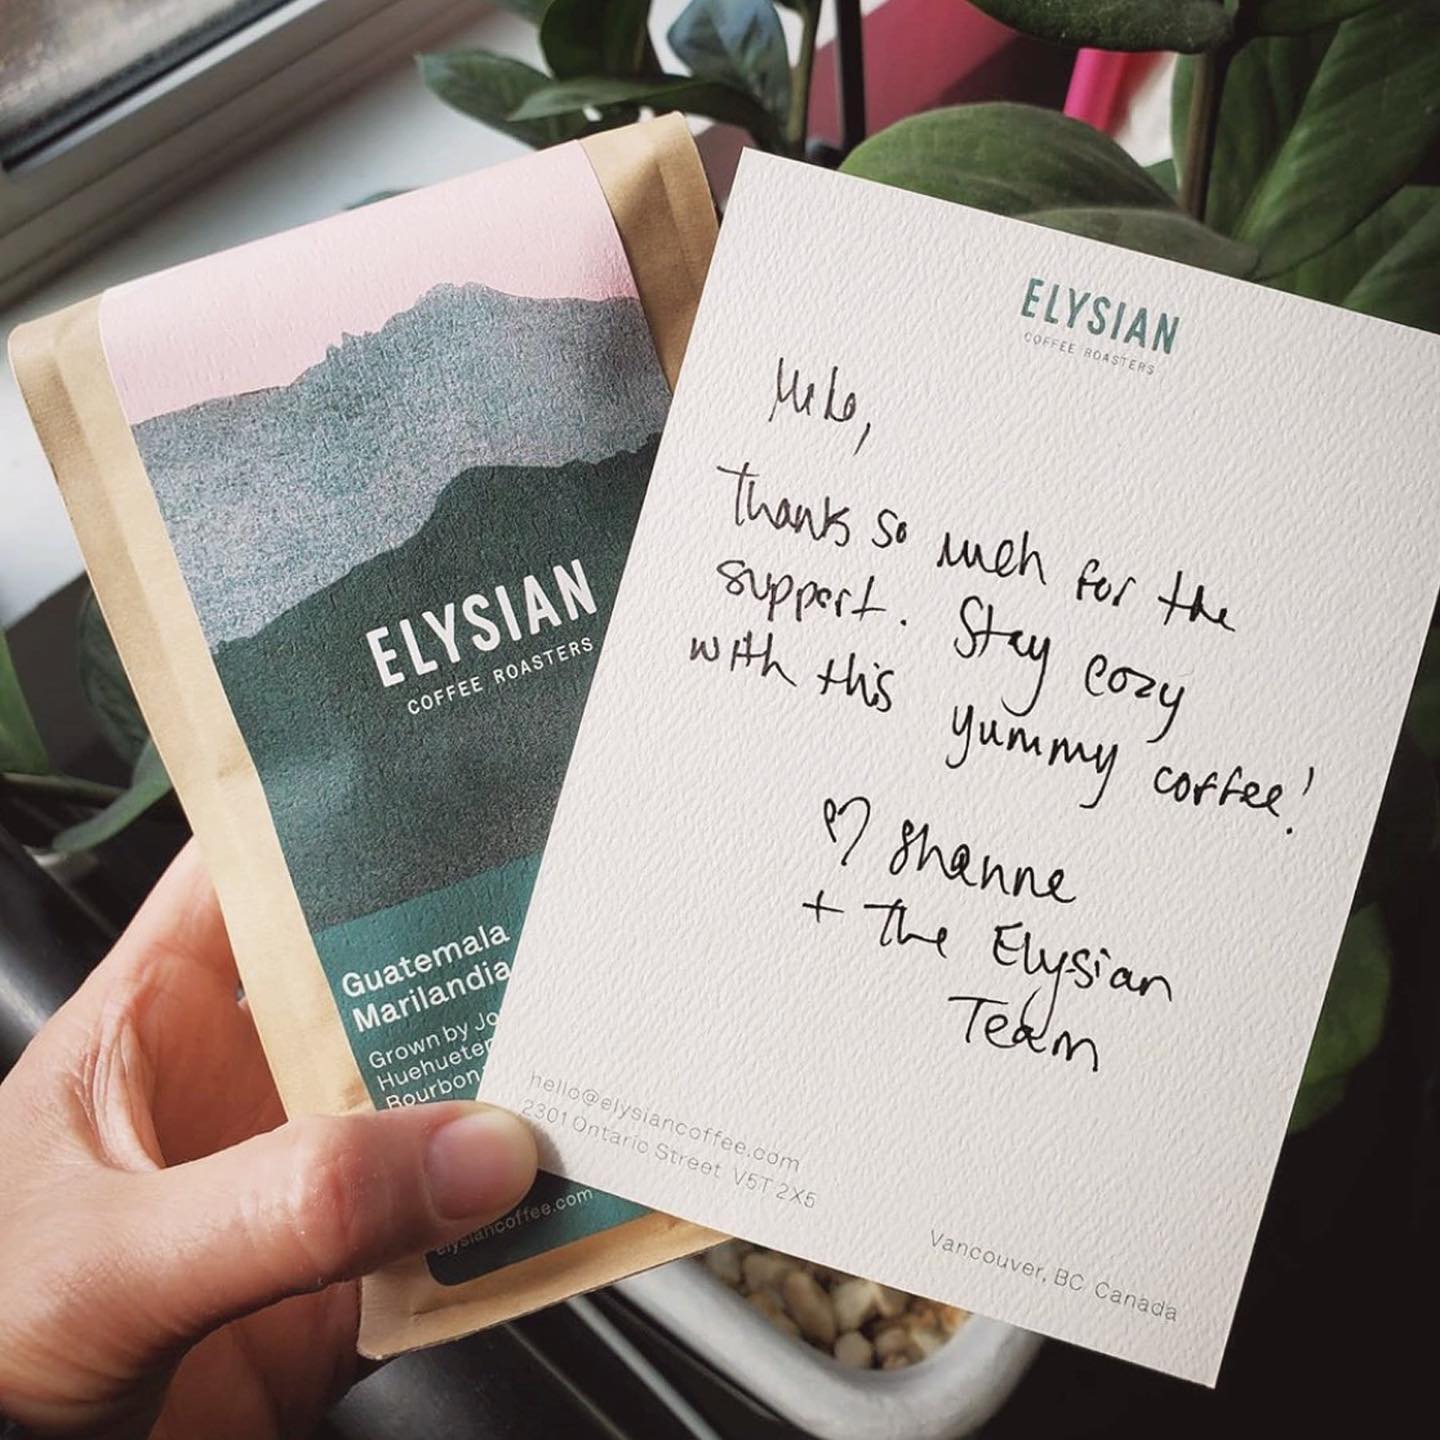 ELYSIAN
COFFEE ROASTERS
Guatemala
Marilandia
Grown by Jo
Huehueten
Bourbon
elysiancoffee.com
ELYSIAN
COFFEE ROASTERS
Thanks so much for the
support. Stay cozy
with this yummy coffee!
♡ Shanne
+ The Elysian
Team
hello@elysiancoffee.com
2301 Ontario Street V5T 2X5
Vancouver, BC Canada